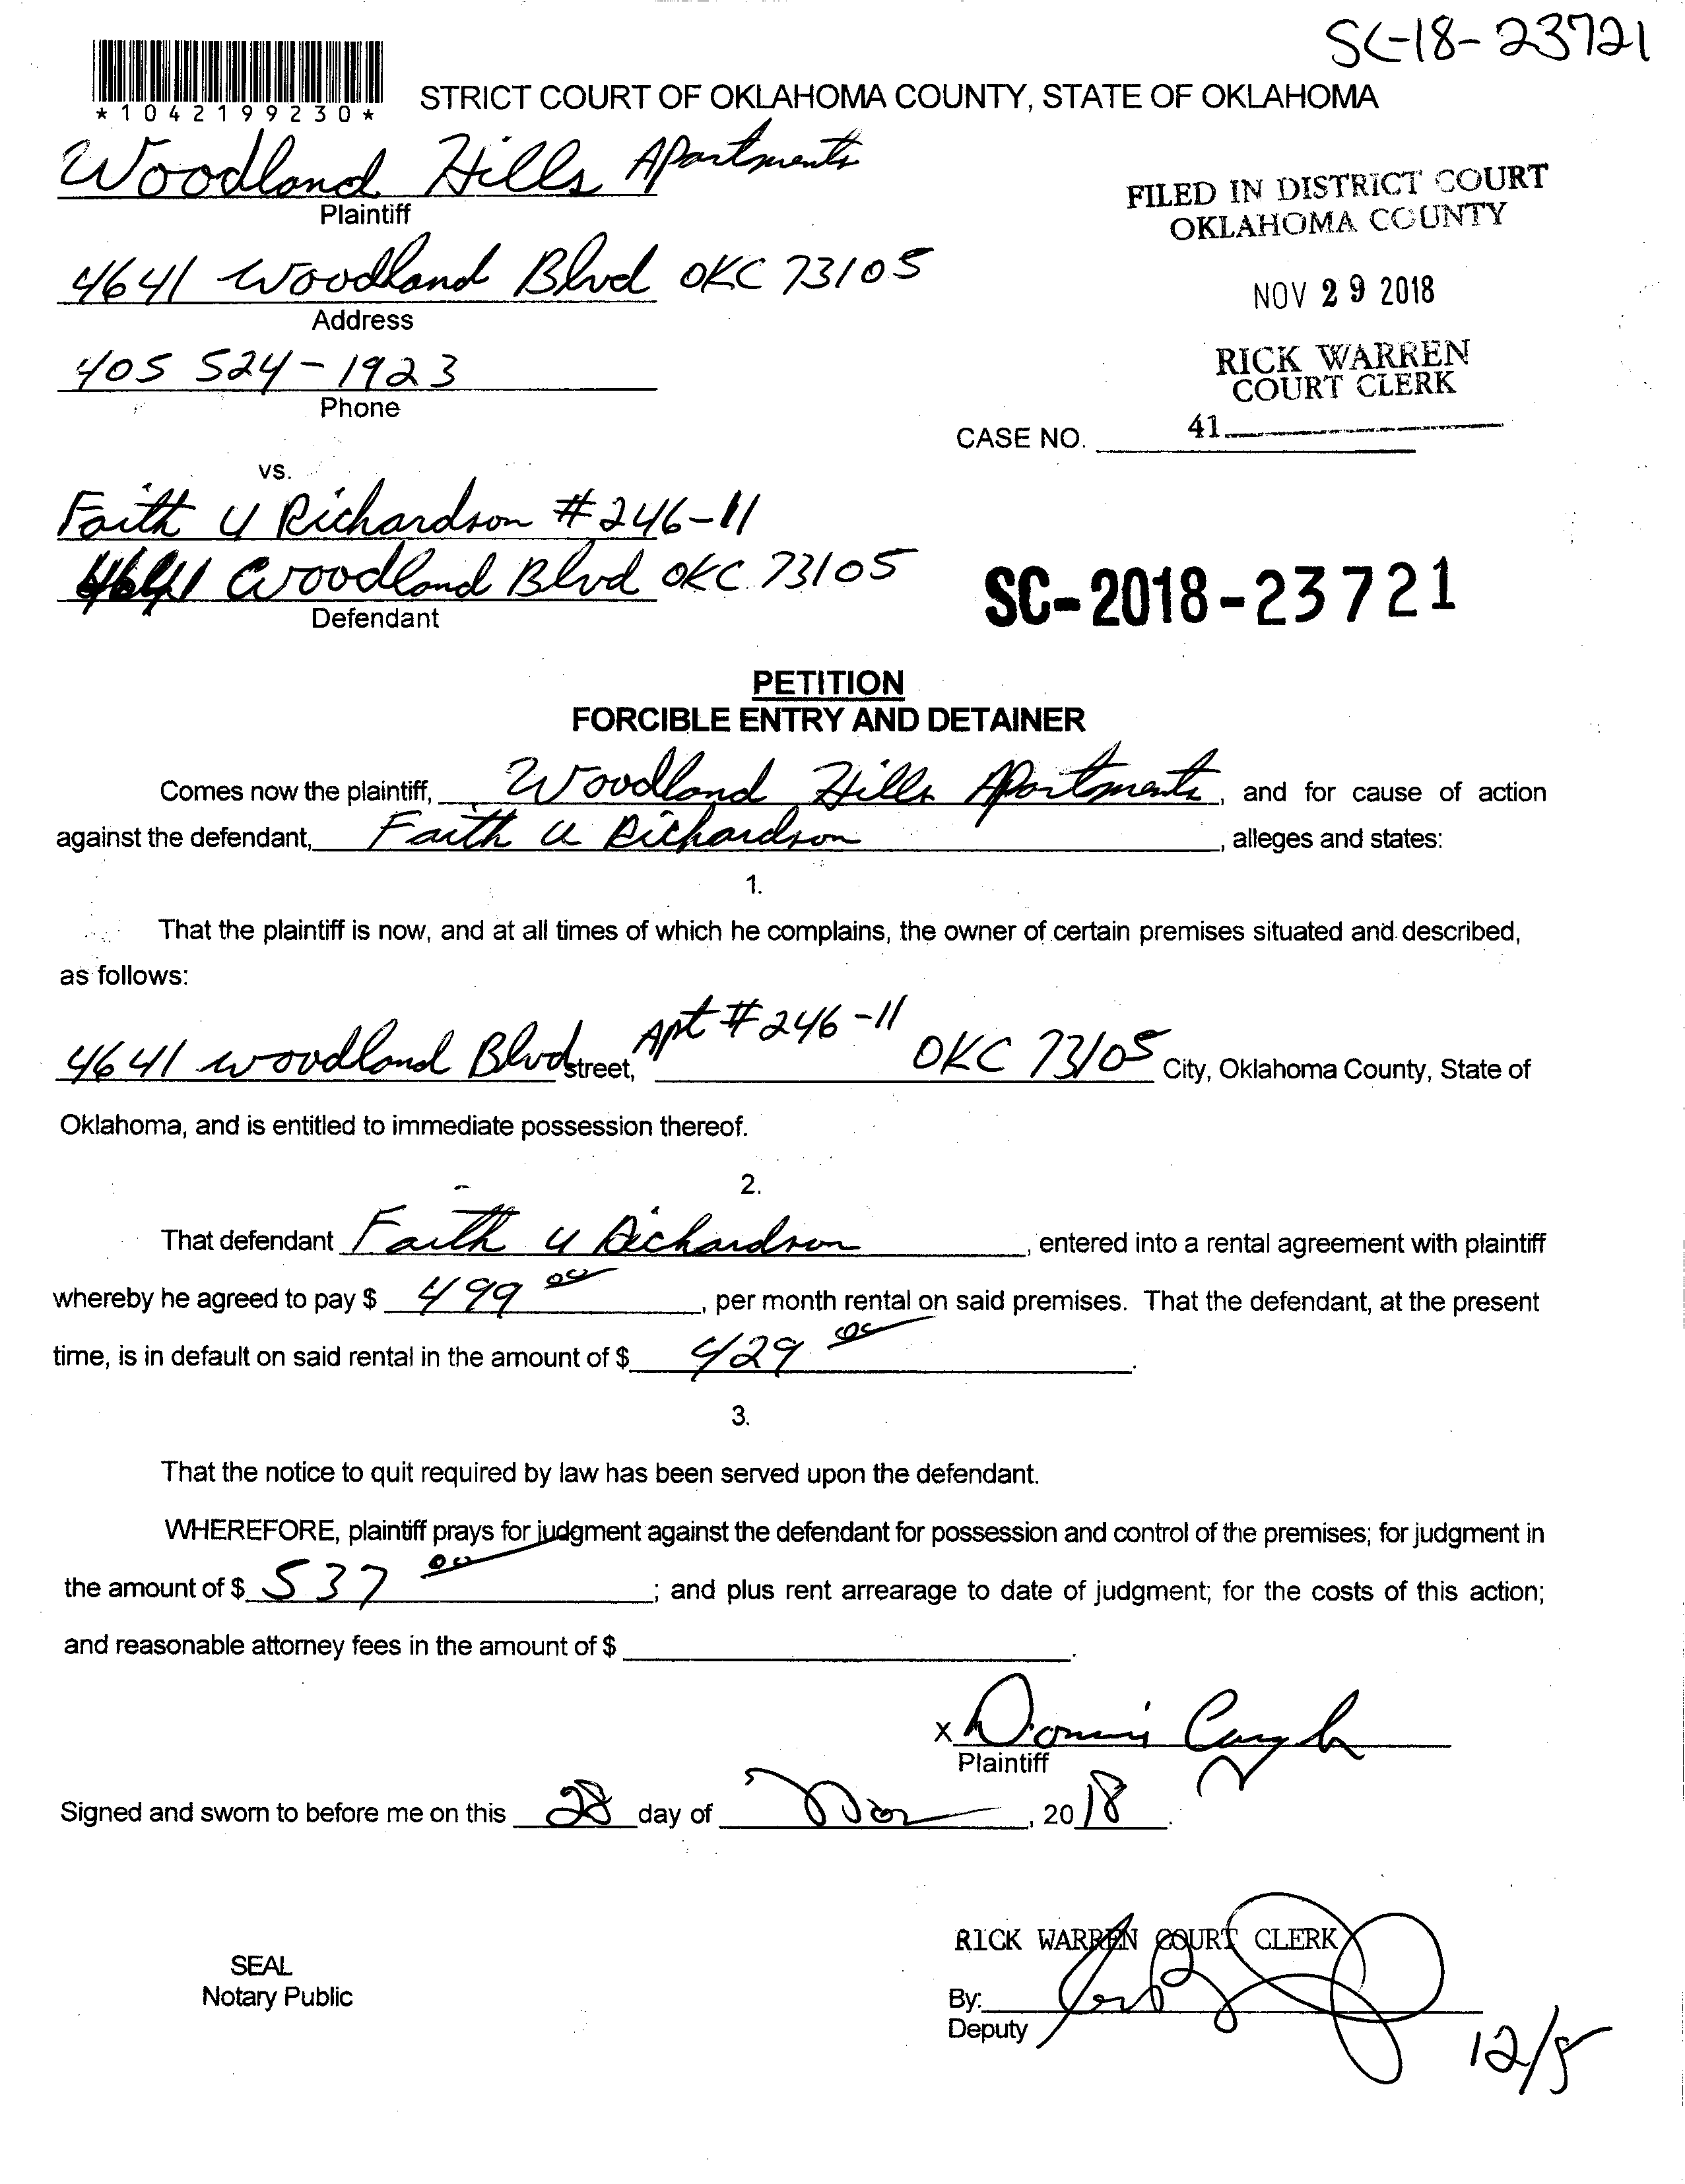 SC-18-23721
*1042199230*
STRICT COURT OF OKLAHOMA COUNTY, STATE OF OKLAHOMA
Woodland Hills Apartments
Plaintiff
FILED IN DISTRICT COURT
OKLAHOMA COUNTY
4641 Woodland Blvd OKC 73105
Address
NOV 29 2018
405 524-1923
Phone
RICK WARREN
COURT CLERK
CASE NO. 41
vs.
Faith U Richardson #246-11
4641 Woodland Blvd OKC 73105
Defendant
SC-2018-23721
PETITION
FORCIBLE ENTRY AND DETAINER
Comes now the plaintiff, Woodland Hills Apartments, and for cause of action
against the defendant, Faith U Richardson, alleges and states:
1.
That the plaintiff is now, and at all times of which he complains, the owner of certain premises situated and described,
as follows:
4641 Woodland Blvd street, Apt #246-11 OKC 73105 City, Oklahoma County, State of
Oklahoma, and is entitled to immediate possession thereof.
2.
That defendant Faith U Richardson, entered into a rental agreement with plaintiff
whereby he agreed to pay $ 499 00, per month rental on said premises. That the defendant, at the present
time, is in default on said rental in the amount of $ 429 00.
3.
That the notice to quit required by law has been served upon the defendant.
WHEREFORE, plaintiff prays for judgment against the defendant for possession and control of the premises; for judgment in
the amount of $ 537 00; and plus rent arrearage to date of judgment; for the costs of this action;
and reasonable attorney fees in the amount of $ .
X
Plaintiff
Signed and sworn to before me on this 28 day of Nov, 2018.
RICK WARREN COURT CLERK
SEAL
Notary Public
By:
Deputy
12/5